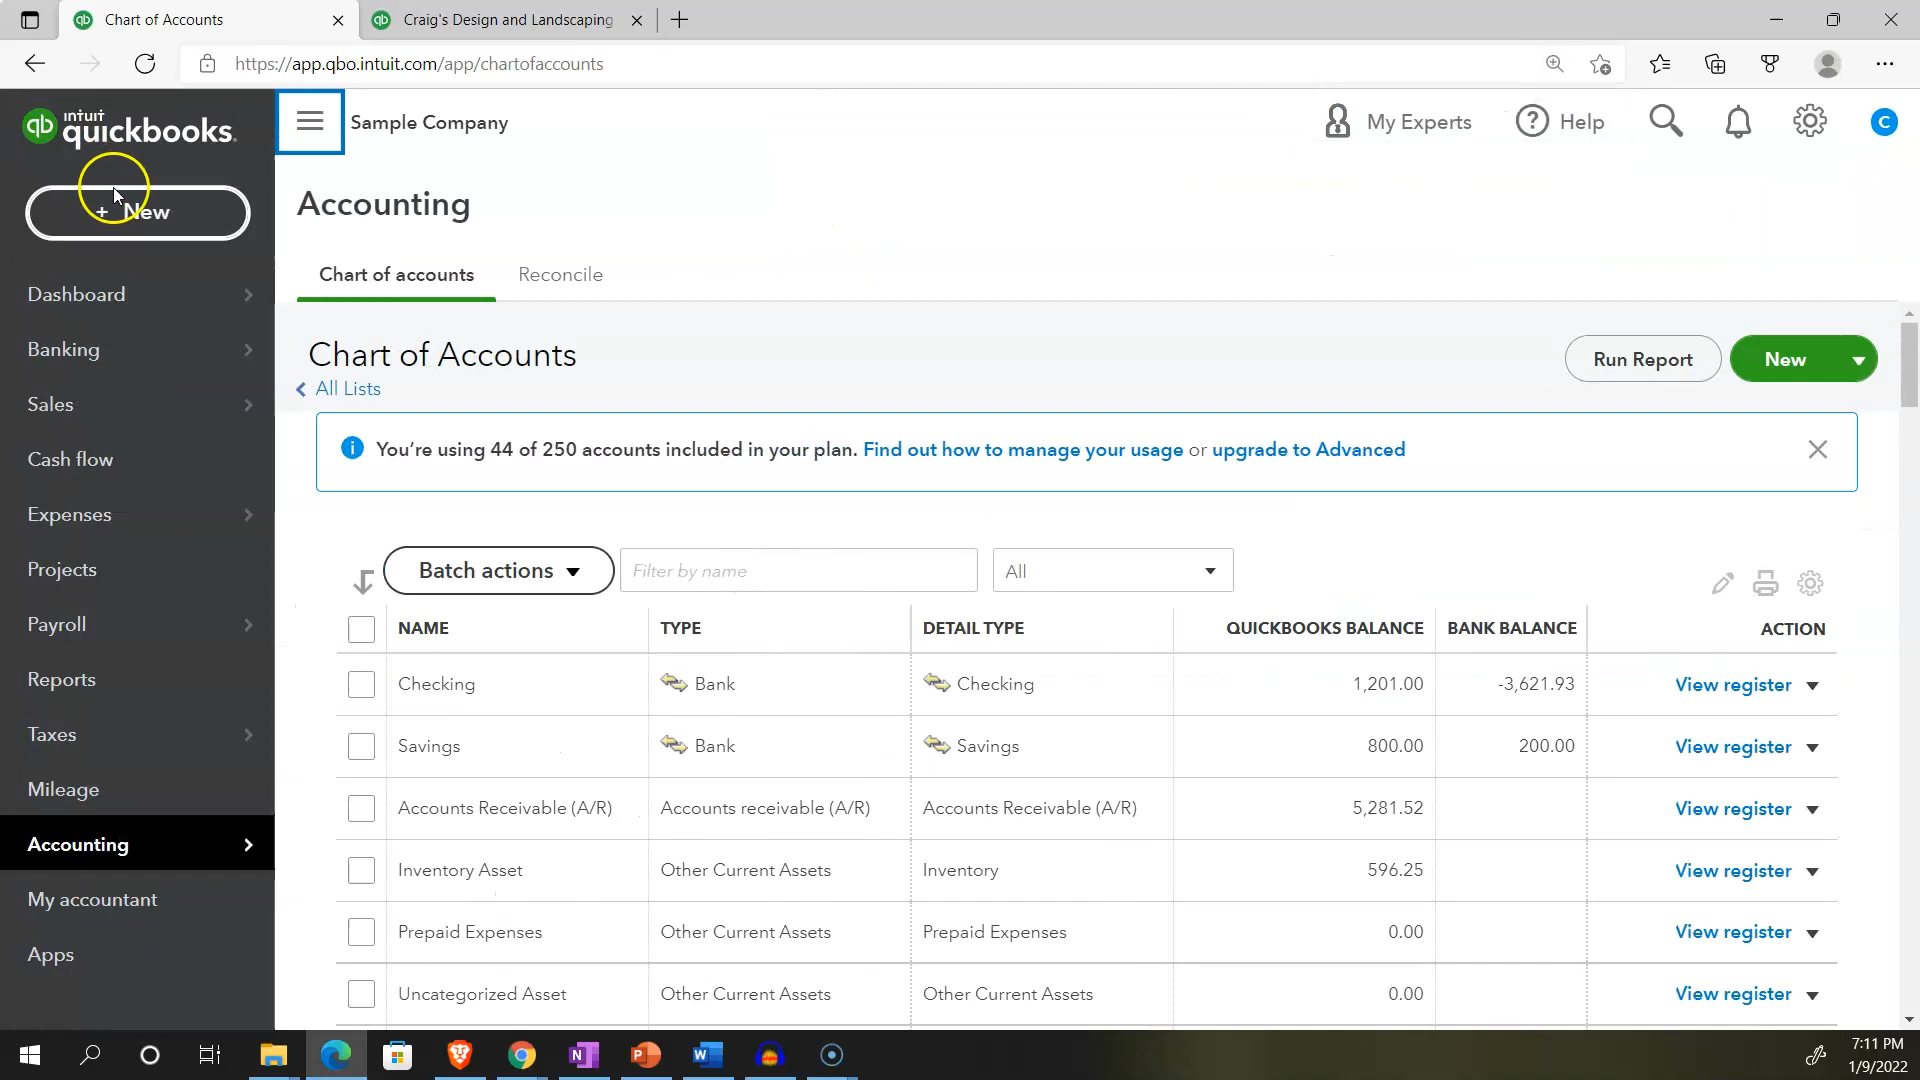 Chart of Accounts
Craig's Design and Landscaping
https://app.qbo.intuit.com/app/chartofaccounts
intuit
quickbooks.
qb
Sample Company
My Experts
Help
C
+ New
Accounting
Chart of accounts
Reconcile
Dashboard
Banking
Sales
Cash flow
Expenses
Projects
Payroll
Reports
Taxes
Mileage
Accounting
My accountant
Apps
Chart of Accounts
All Lists
Run Report
New
You're using 44 of 250 accounts included in your plan. Find out how to manage your usage or upgrade to Advanced
Batch actions
Filter by name
All
NAME TYPE DETAIL TYPE QUICKBOOKS BALANCE BANK BALANCE ACTION
Checking Bank Checking 1,201.00 -3,621.93 View register
Savings Bank Savings 800.00 200.00 View register
Accounts Receivable (A/R) Accounts receivable (A/R) Accounts Receivable (A/R) 5,281.52 View register
Inventory Asset Other Current Assets Inventory 596.25 View register
Prepaid Expenses Other Current Assets Prepaid Expenses 0.00 View register
Uncategorized Asset Other Current Assets Other Current Assets 0.00 View register
7:11 PM
1/9/2022